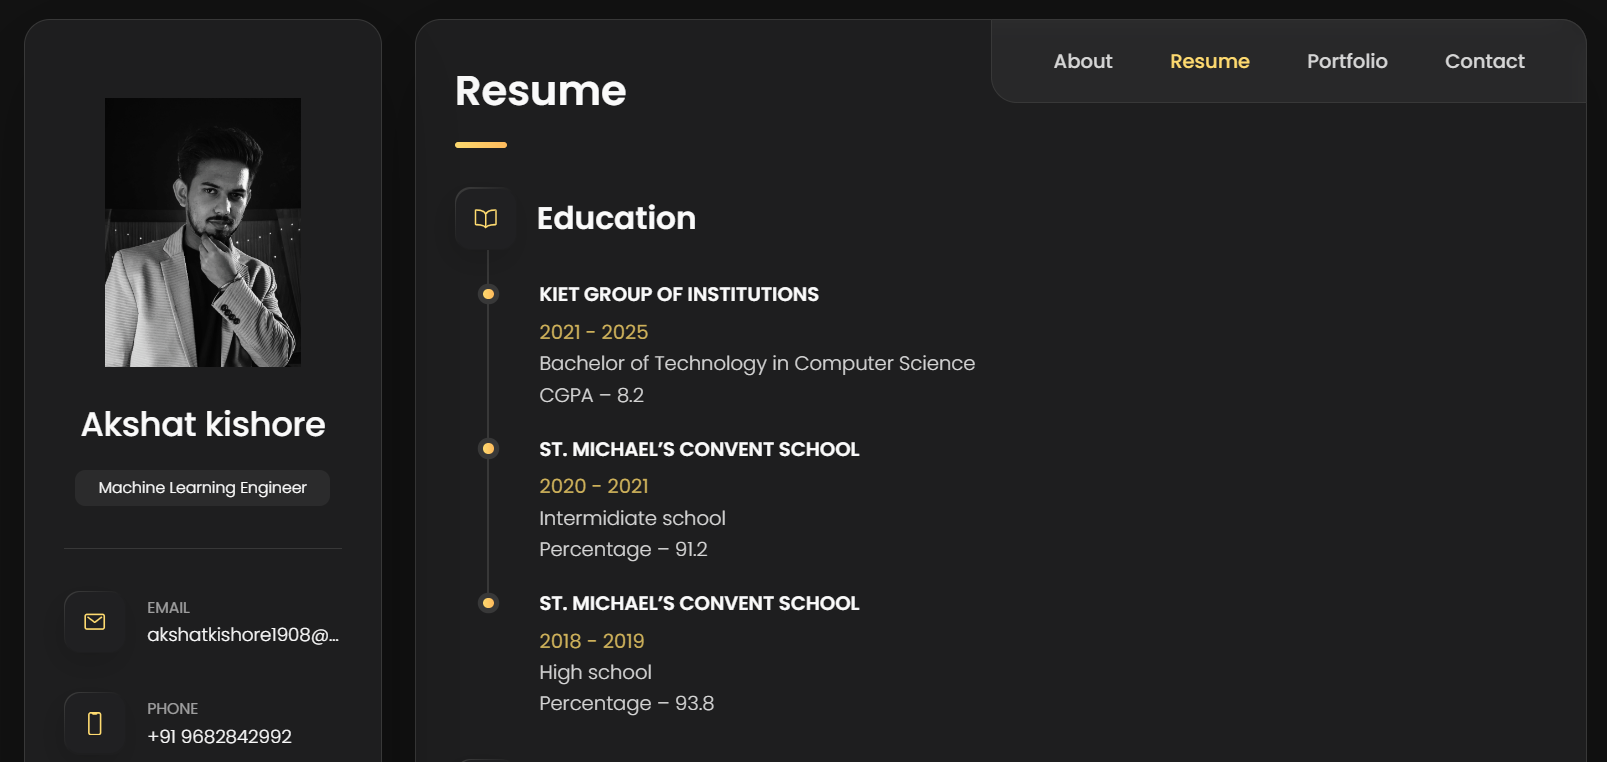 About
Resume
Portfolio
Contact
Resume
Education
KIET GROUP OF INSTITUTIONS
2021 - 2025
Bachelor of Technology in Computer Science
CGPA – 8.2
ST. MICHAEL'S CONVENT SCHOOL
2020 - 2021
Intermidiate school
Percentage – 91.2
ST. MICHAEL'S CONVENT SCHOOL
2018 - 2019
High school
Percentage – 93.8
Akshat kishore
Machine Learning Engineer
EMAIL
akshatkishore1908@...
PHONE
+91 9682842992